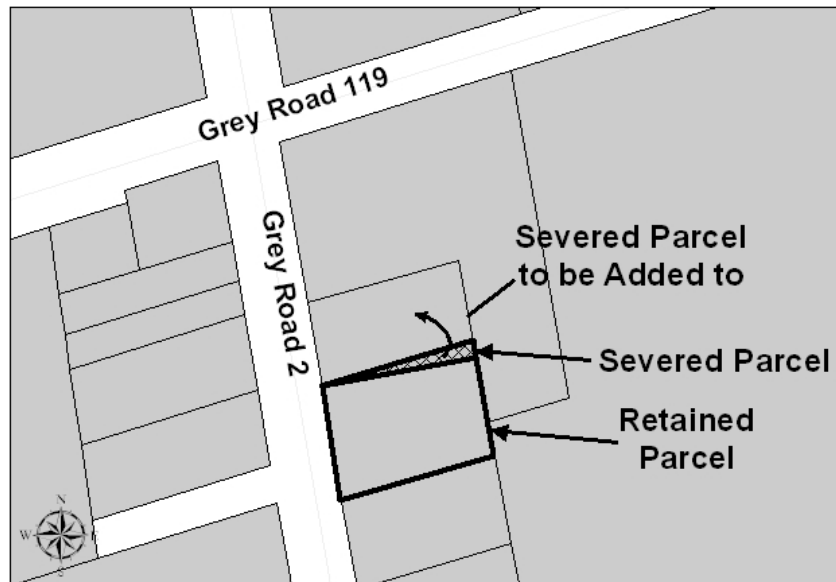 Grey Road 119
Grey Road 2
Severed Parcel
to be Added to
Severed Parcel
Retained
Parcel
N
W E
S